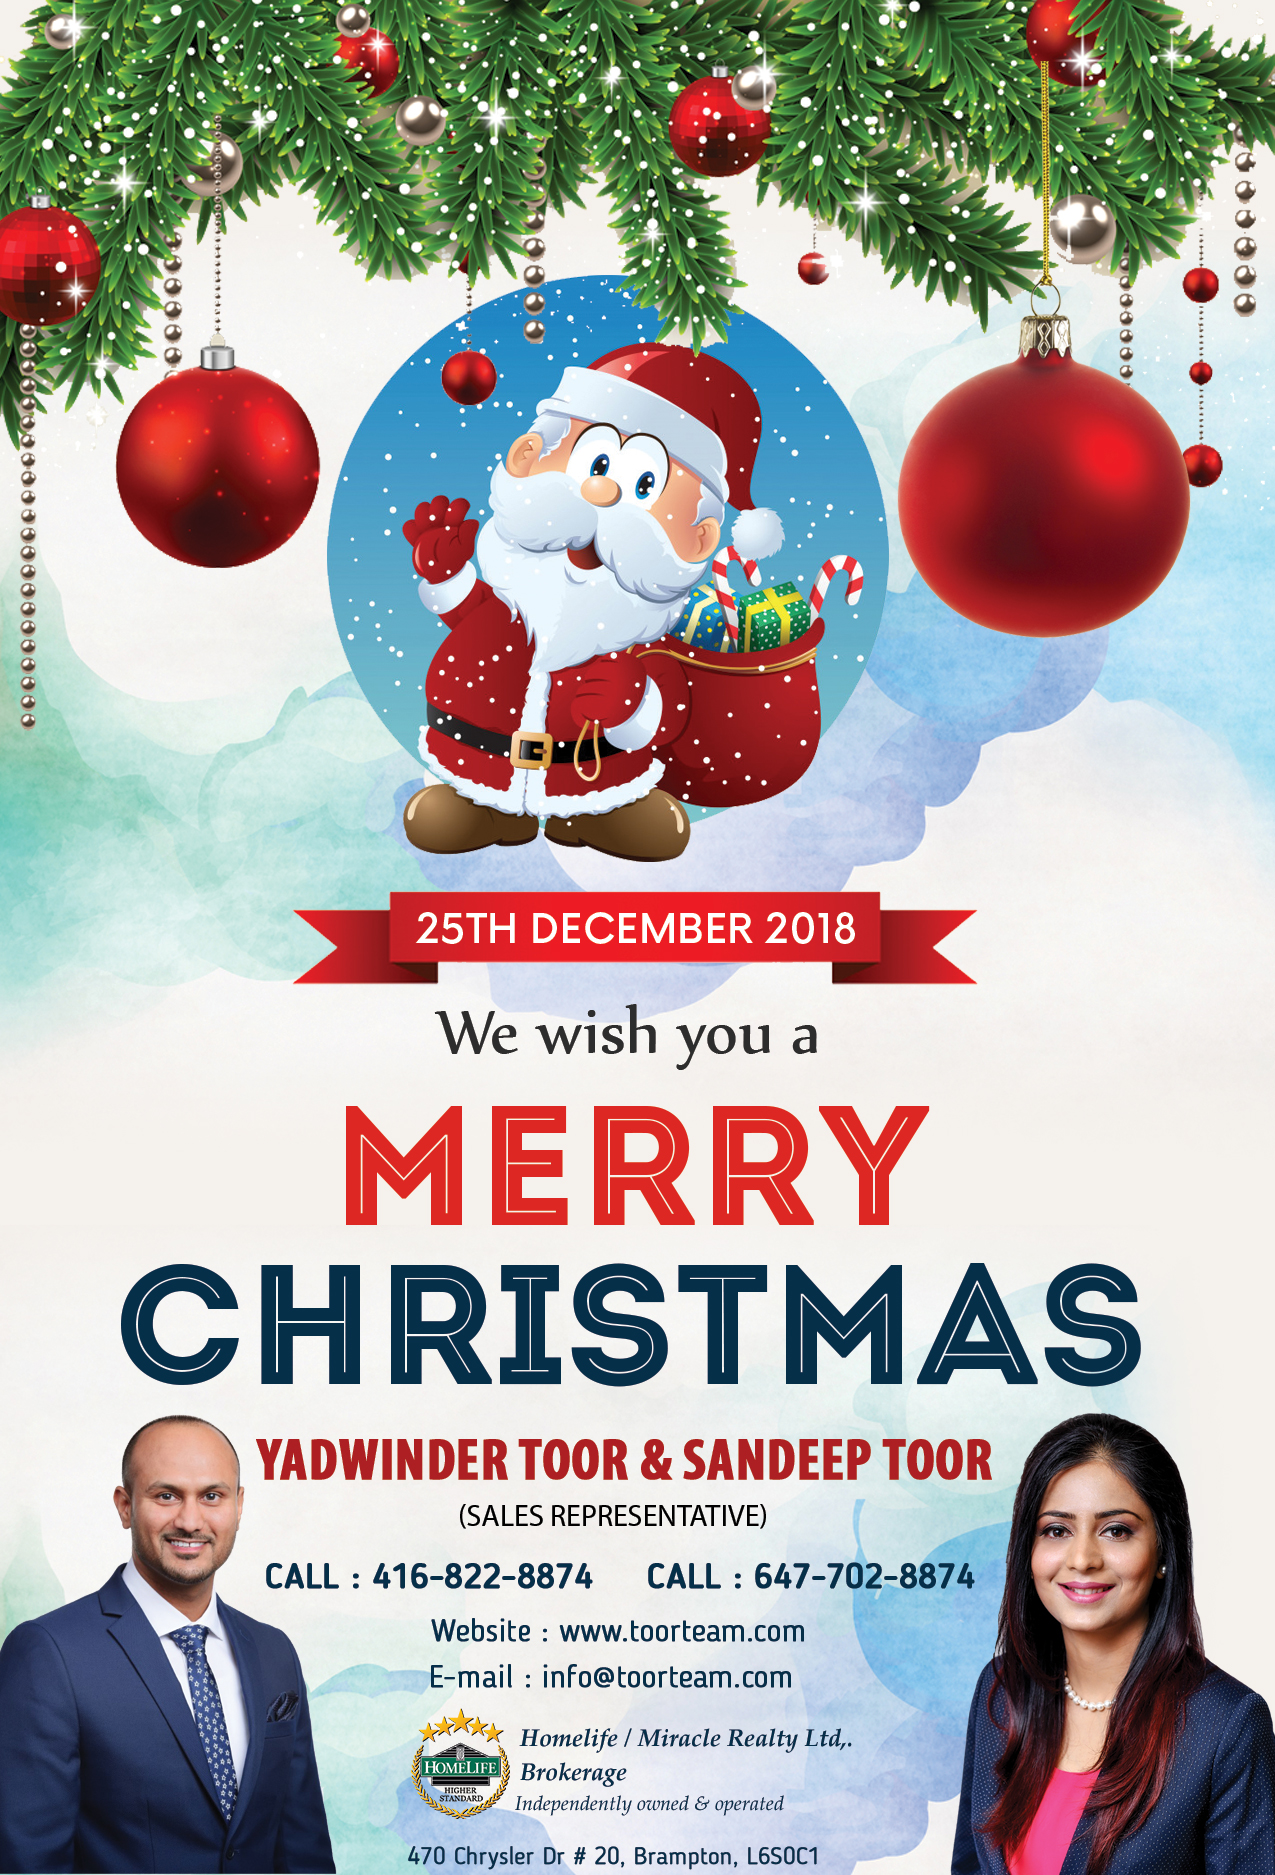 25TH DECEMBER 2018
We wish you a
MERRY
CHRISTMAS
YADWINDER TOOR & SANDEEP TOOR
(SALES REPRESENTATIVE)
CALL : 416-822-8874 CALL : 647-702-8874
Website : www.toorteam.com
E-mail : info@toorteam.com
HOMELIFE
HIGHER
STANDARD
Homelife / Miracle Realty Ltd,.
Brokerage
Independently owned & operated
470 Chrysler Dr # 20, Brampton, L6S0C1